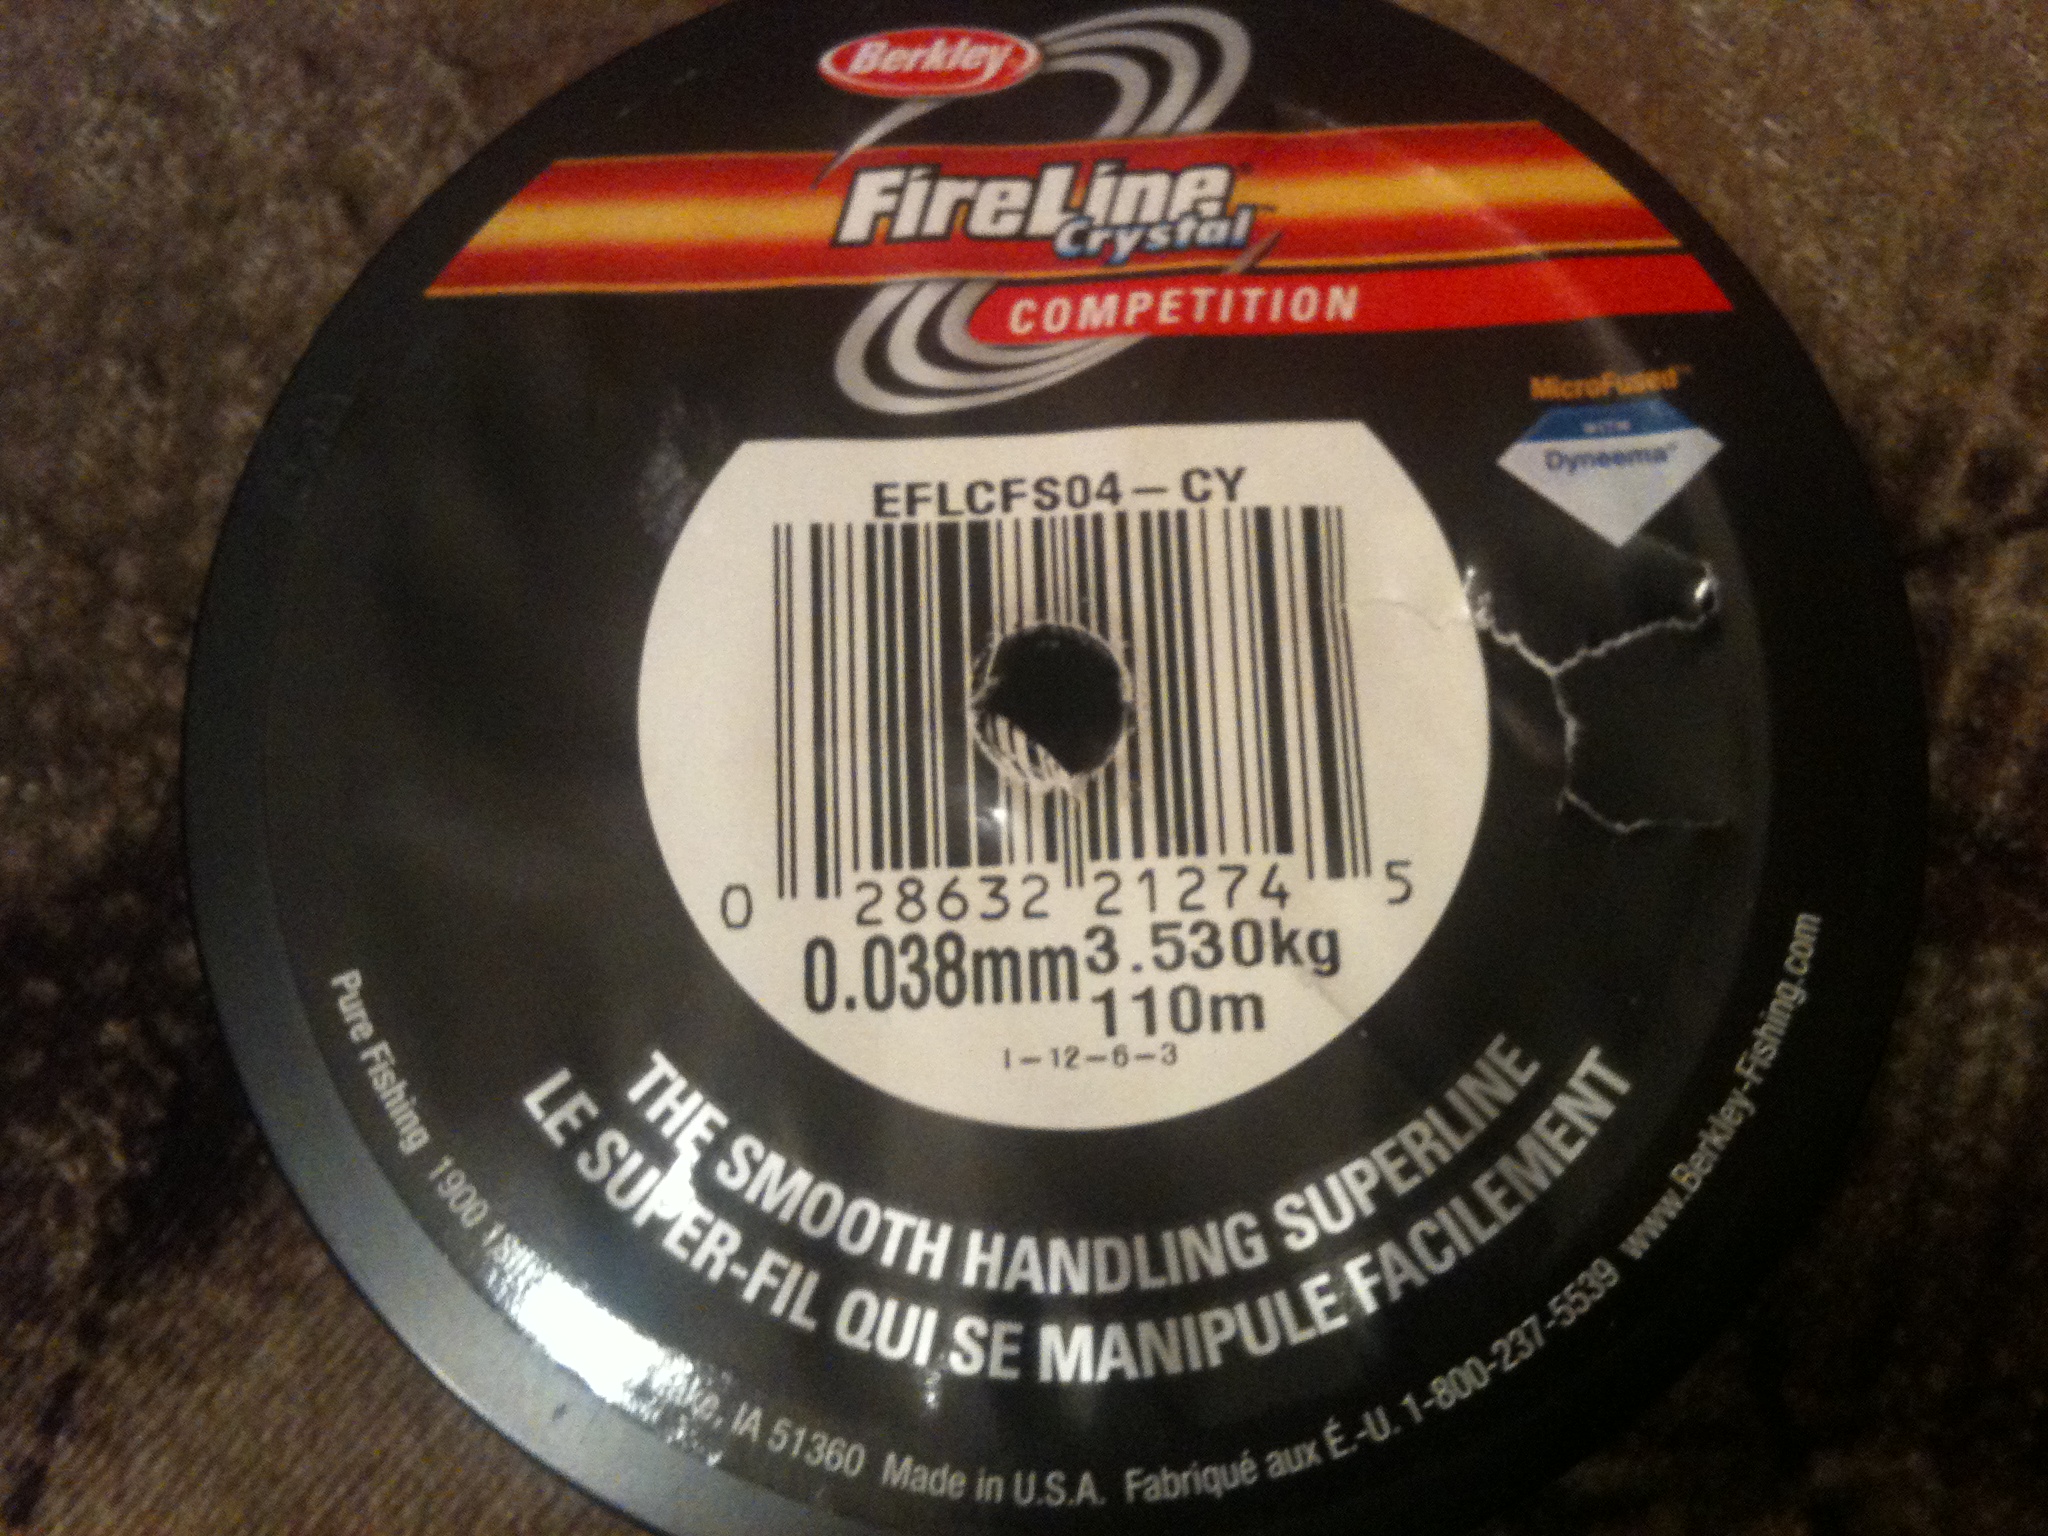 Berkley
FireLine
Crystal™
COMPETITION
MicroFused™
WITH
Dyneema®
EFLCFS04-CY
0 28632 21274 5
0.038mm 3.530kg
110m
1-12-6-3
THE SMOOTH HANDLING SUPERLINE
LE SUPER-FIL QUI SE MANIPULE FACILEMENT
Pure Fishing 1900 IA 51360 Made in U.S.A. Fabriqué aux É.-U. 1-800-237-5539 www.Berkley-Fishing.com